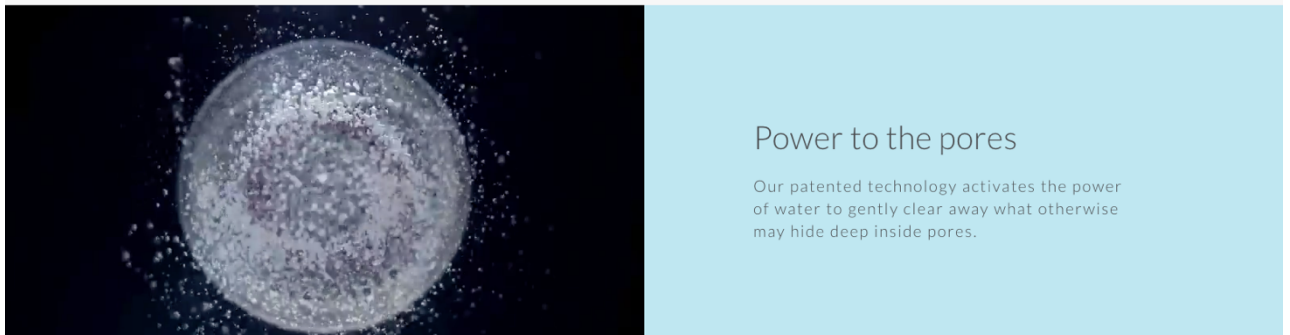 Power to the pores
Our patented technology activates the power
of water to gently clear away what otherwise
may hide deep inside pores.